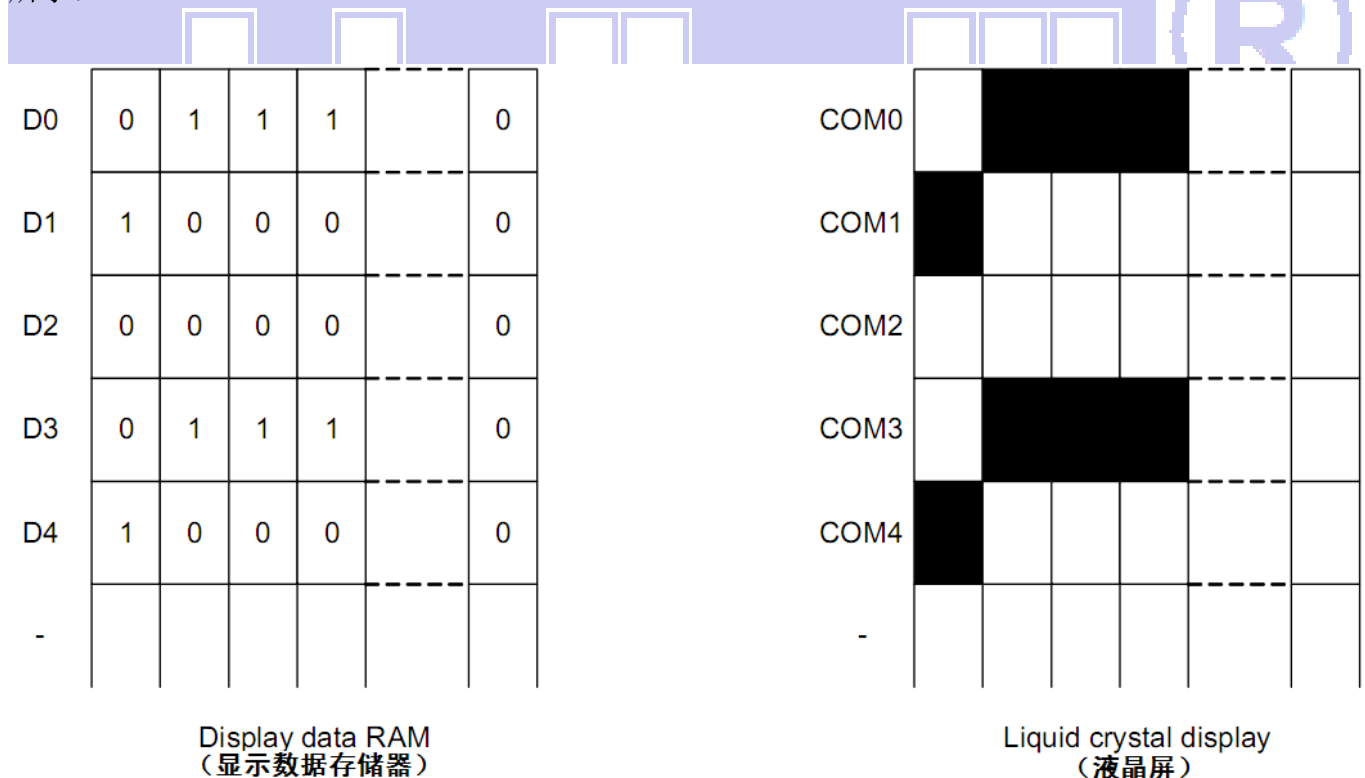 D0 0 1 1 1 0 COM0
D1 1 0 0 0 0 COM1
D2 0 0 0 0 0 COM2
D3 0 1 1 1 0 COM3
D4 1 0 0 0 0 COM4
- -
Display data RAM Liquid crystal display
（显示数据存储器） （液晶屏）